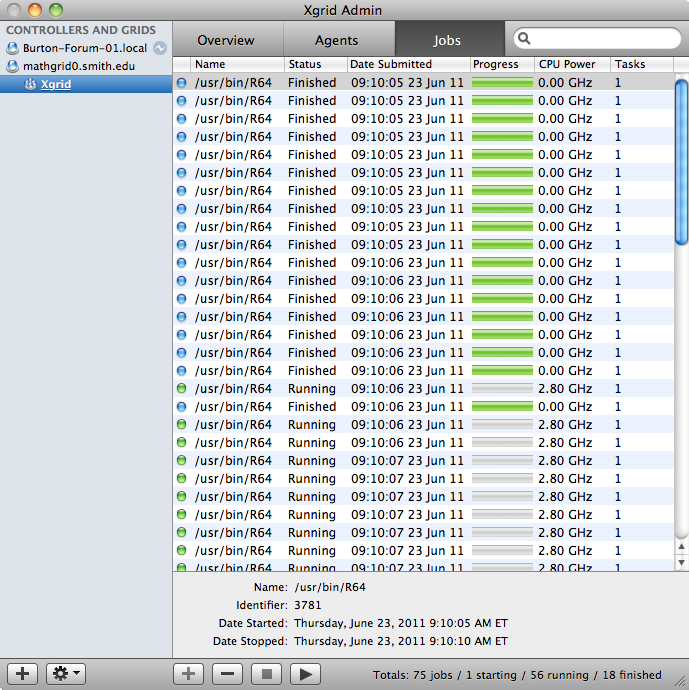 Xgrid Admin
CONTROLLERS AND GRIDS
Burton-Forum-01.local
mathgrid0.smith.edu
Xgrid
Overview Agents Jobs
Name Status Date Submitted Progress CPU Power Tasks
/usr/bin/R64 Finished 09:10:05 23 Jun 11 0.00 GHz 1
/usr/bin/R64 Finished 09:10:05 23 Jun 11 0.00 GHz 1
/usr/bin/R64 Finished 09:10:05 23 Jun 11 0.00 GHz 1
/usr/bin/R64 Finished 09:10:05 23 Jun 11 0.00 GHz 1
/usr/bin/R64 Finished 09:10:05 23 Jun 11 0.00 GHz 1
/usr/bin/R64 Finished 09:10:05 23 Jun 11 0.00 GHz 1
/usr/bin/R64 Finished 09:10:05 23 Jun 11 0.00 GHz 1
/usr/bin/R64 Finished 09:10:05 23 Jun 11 0.00 GHz 1
/usr/bin/R64 Finished 09:10:05 23 Jun 11 0.00 GHz 1
/usr/bin/R64 Finished 09:10:05 23 Jun 11 0.00 GHz 1
/usr/bin/R64 Finished 09:10:06 23 Jun 11 0.00 GHz 1
/usr/bin/R64 Finished 09:10:06 23 Jun 11 0.00 GHz 1
/usr/bin/R64 Finished 09:10:06 23 Jun 11 0.00 GHz 1
/usr/bin/R64 Finished 09:10:06 23 Jun 11 0.00 GHz 1
/usr/bin/R64 Finished 09:10:06 23 Jun 11 0.00 GHz 1
/usr/bin/R64 Finished 09:10:06 23 Jun 11 0.00 GHz 1
/usr/bin/R64 Finished 09:10:06 23 Jun 11 0.00 GHz 1
/usr/bin/R64 Running 09:10:06 23 Jun 11 2.80 GHz 1
/usr/bin/R64 Finished 09:10:06 23 Jun 11 0.00 GHz 1
/usr/bin/R64 Running 09:10:06 23 Jun 11 2.80 GHz 1
/usr/bin/R64 Running 09:10:06 23 Jun 11 2.80 GHz 1
/usr/bin/R64 Running 09:10:07 23 Jun 11 2.80 GHz 1
/usr/bin/R64 Running 09:10:07 23 Jun 11 2.80 GHz 1
/usr/bin/R64 Running 09:10:07 23 Jun 11 2.80 GHz 1
/usr/bin/R64 Running 09:10:07 23 Jun 11 2.80 GHz 1
/usr/bin/R64 Running 09:10:07 23 Jun 11 2.80 GHz 1
/usr/bin/R64 Running 09:10:07 23 Jun 11 2.80 GHz 1
/usr/bin/R64 Running 09:10:07 23 Jun 11 2.80 GHz 1
Name: /usr/bin/R64
Identifier: 3781
Date Started: Thursday, June 23, 2011 9:10:05 AM ET
Date Stopped: Thursday, June 23, 2011 9:10:10 AM ET
Totals: 75 jobs / 1 starting / 56 running / 18 finished